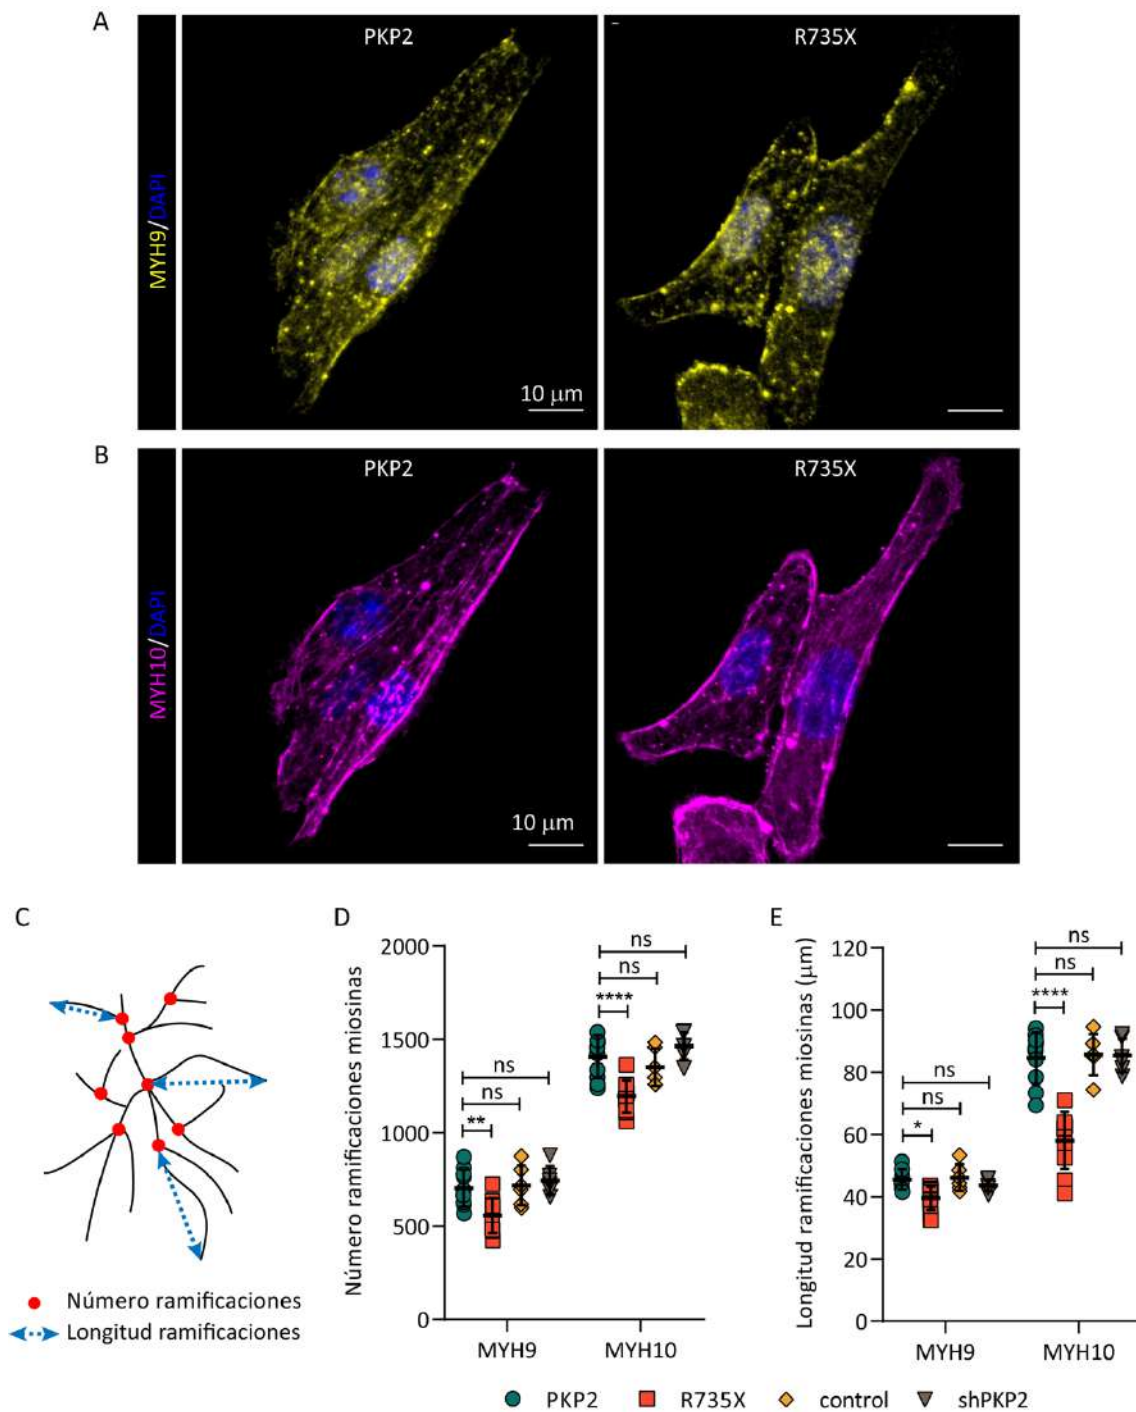 A
PKP2
R735X
MYH9/DAPI
10 µm
B
PKP2
R735X
MYH10/DAPI
10 µm
C
Número ramificaciones
Longitud ramificaciones
D
Número ramificaciones miosinas
2000
1500
1000
500
0
ns
ns
**
ns
ns
****
MYH9
MYH10
E
Longitud ramificaciones miosinas (µm)
120
100
80
60
40
20
0
ns
ns
*
ns
ns
****
MYH9
MYH10
PKP2
R735X
control
shPKP2